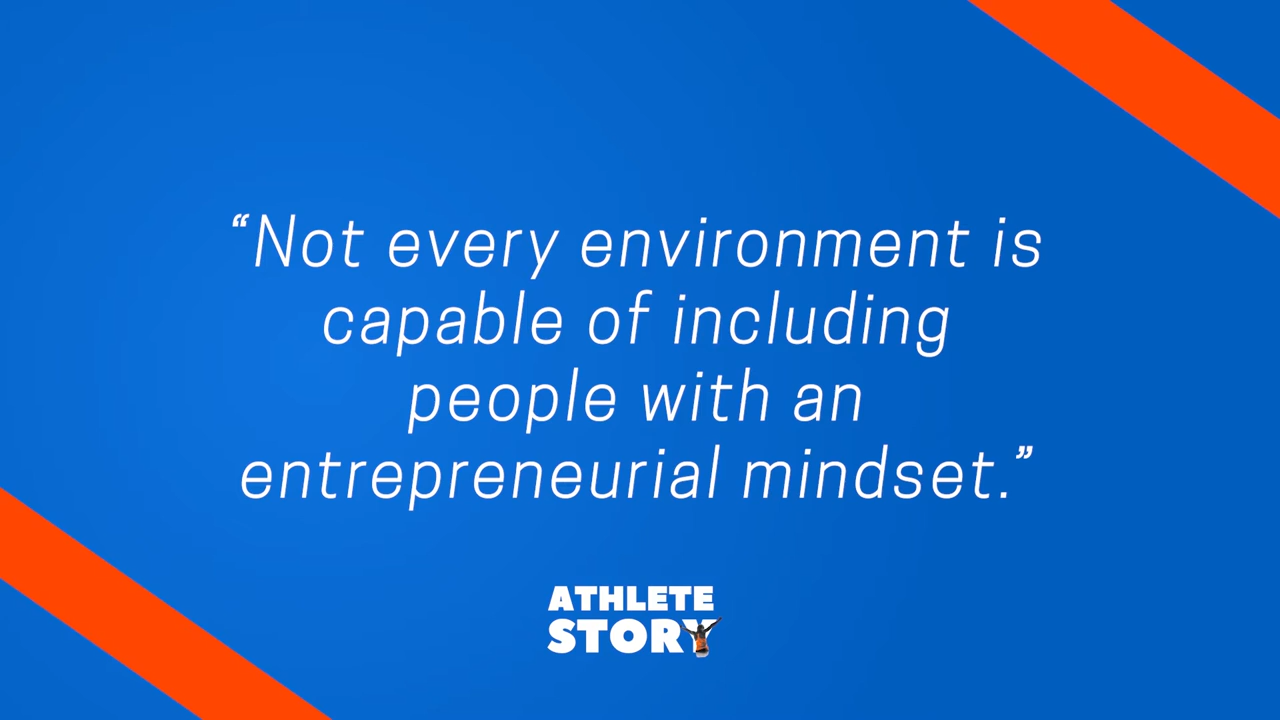 “Not every environment is
capable of including
people with an
entrepreneurial mindset.”
ATHLETE
STORY